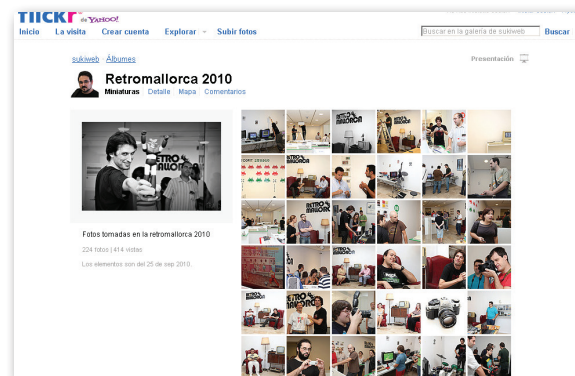 flickr de YAHOO!
Inicio La visita Crear cuenta Explorar Subir fotos
Buscar en la galería de sukiweb Buscar
sukiweb Álbumes
Presentación
Retromallorca 2010
Miniaturas Detalle Mapa Comentarios
Fotos tomadas en la retromallorca 2010
224 fotos | 414 visitas
Los elementos son del 25 de sep 2010.